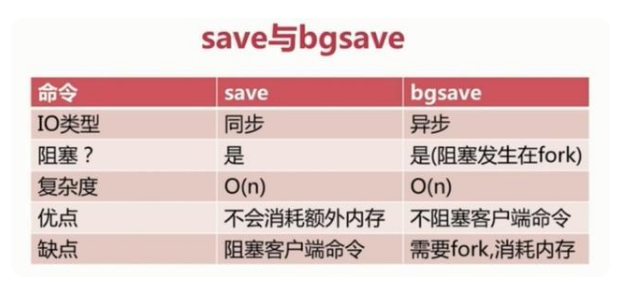 save与bgsave
命令 save bgsave
IO类型 同步 异步
阻塞？ 是 是(阻塞发生在fork)
复杂度 O(n) O(n)
优点 不会消耗额外内存 不阻塞客户端命令
缺点 阻塞客户端命令 需要fork,消耗内存